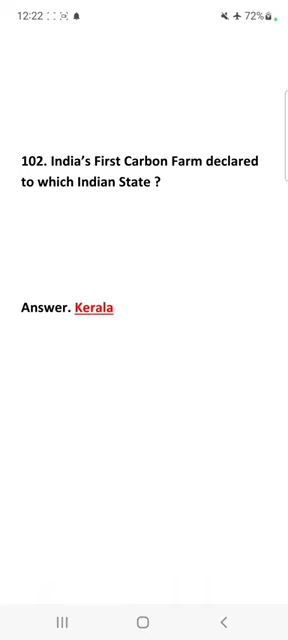 12:22 72%
102. India's First Carbon Farm declared
to which Indian State ?
Answer. Kerala